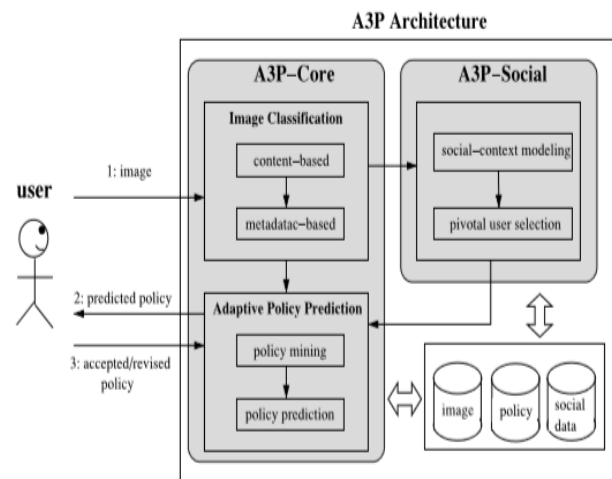 A3P Architecture
A3P-Core
A3P-Social
Image Classification
content-based
metadatac-based
social-context modeling
pivotal user selection
1: image
user
2: predicted policy
3: accepted/revised
policy
Adaptive Policy Prediction
policy mining
policy prediction
image
policy
social
data